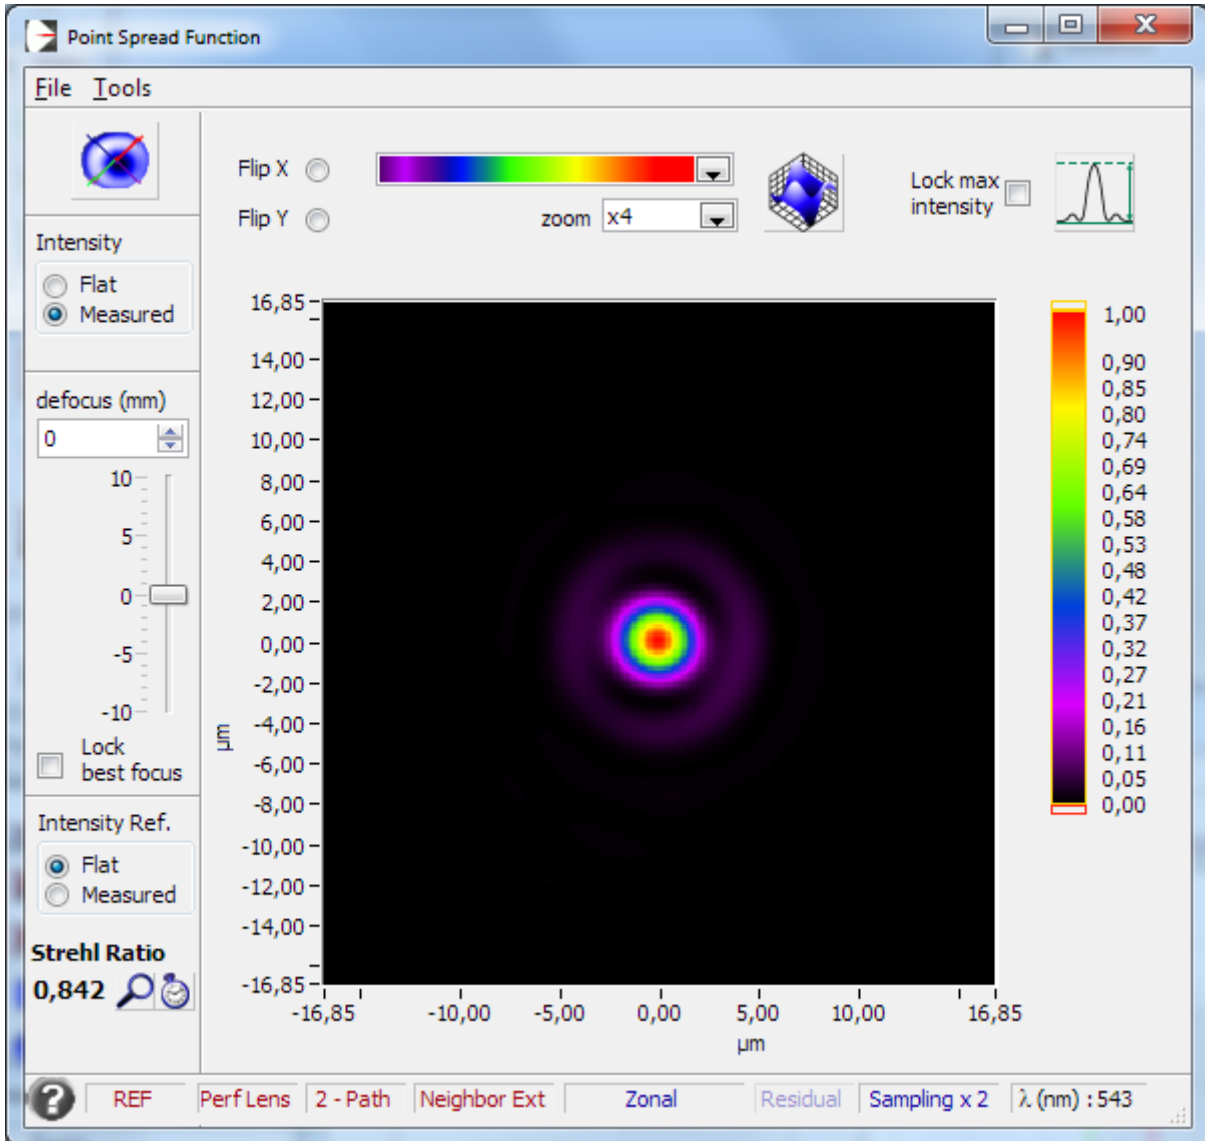 Point Spread Function
File Tools
Flip X
Flip Y
zoom x4
Lock max
intensity
Intensity
Flat
Measured
defocus (mm)
0
10
5
0
-5
-10
Lock
best focus
Intensity Ref.
Flat
Measured
Strehl Ratio
0,842
16,85
14,00
12,00
10,00
8,00
6,00
4,00
2,00
0,00
-2,00
-4,00
-6,00
-8,00
-10,00
-12,00
-14,00
-16,85
µm
-16,85 -10,00 -5,00 0,00 5,00 10,00 16,85
µm
1,00
0,90
0,85
0,80
0,74
0,69
0,64
0,58
0,53
0,48
0,42
0,37
0,32
0,27
0,21
0,16
0,11
0,05
0,00
? REF Perf Lens 2 - Path Neighbor Ext Zonal Residual Sampling x 2 λ (nm) : 543